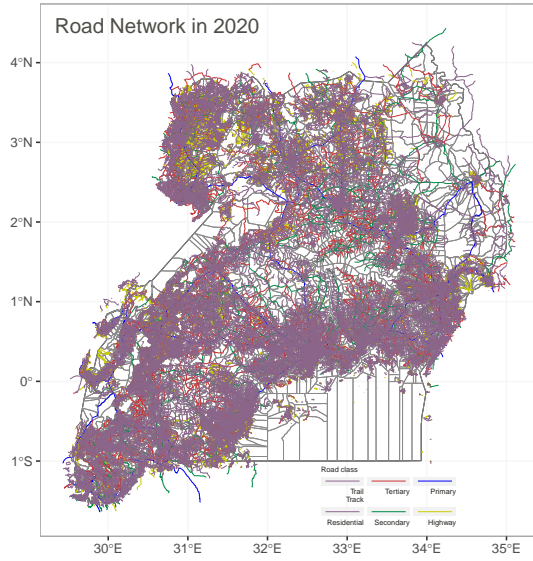 Road Network in 2020
4°N
3°N
2°N
1°N
0°
1°S
Road class
Trail Tertiary Primary
Track
Residential Secondary Highway
30°E 31°E 32°E 33°E 34°E 35°E